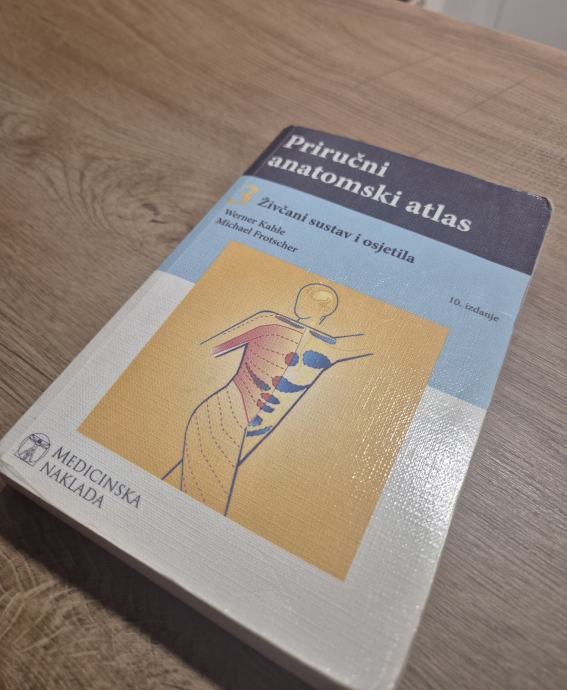 Priručni
anatomski atlas
3 Živčani sustav i osjetila
Werner Kahle
Michael Frotscher
10. izdanje
MEDICINSKA
NAKLADA